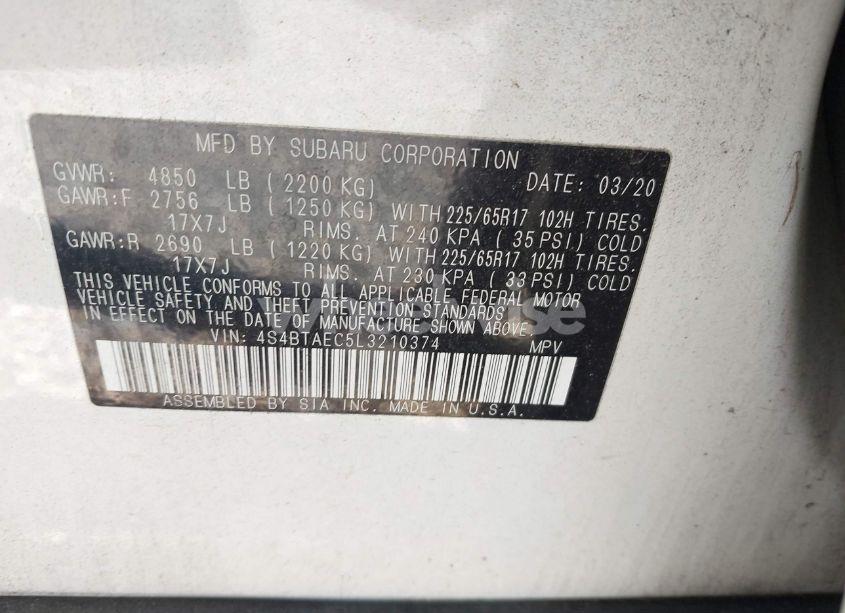 MFD BY SUBARU CORPORATION
GVWR: 4850 LB ( 2200 KG) DATE: 03/20
GAWR:F 2756 LB ( 1250 KG) WITH 225/65R17 102H TIRES.
17X7J RIMS. AT 240 KPA ( 35 PSI) COLD
GAWR:R 2690 LB ( 1220 KG) WITH 225/65R17 102H TIRES.
17X7J RIMS. AT 230 KPA ( 33 PSI) COLD
THIS VEHICLE CONFORMS TO ALL APPLICABLE FEDERAL MOTOR
VEHICLE SAFETY AND THEFT PREVENTION STANDARDS
IN EFFECT ON THE DATE OF MANUFACTURE SHOWN ABOVE.
VIN: 4S4BTAEC5L3210374 MPV
ASSEMBLED BY SIA INC. MADE IN U.S.A.